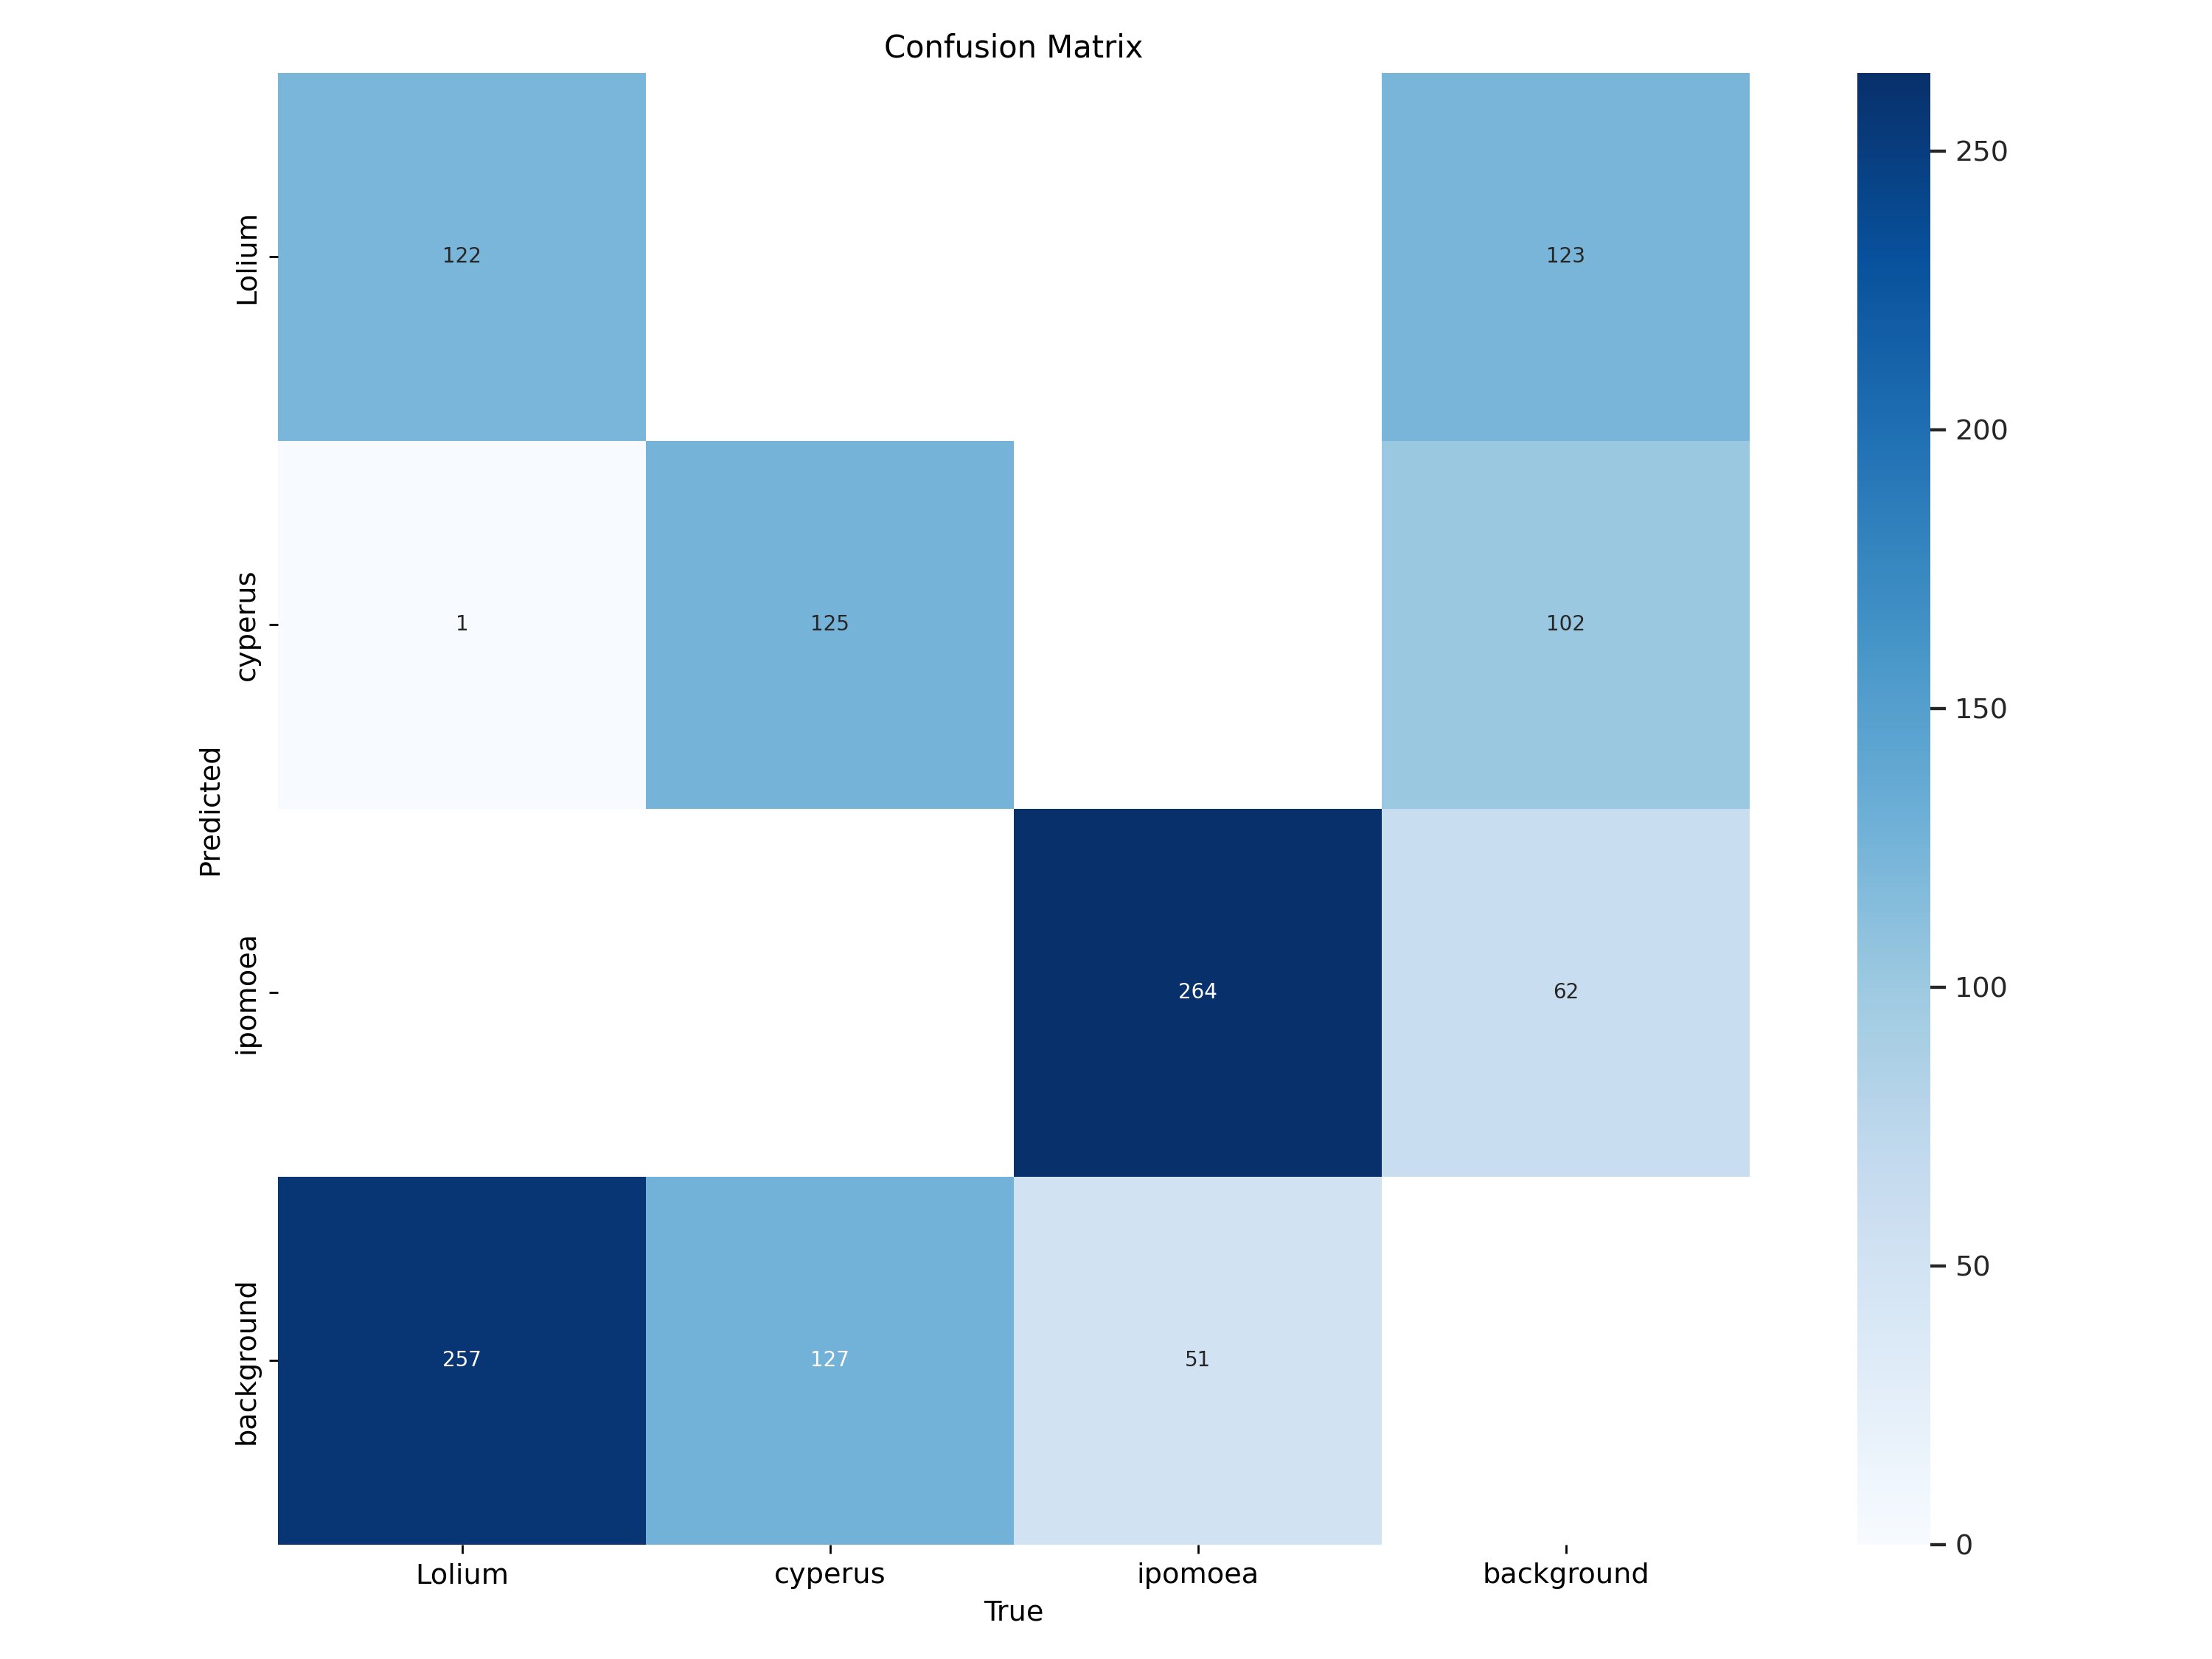 Confusion Matrix
Lolium
122
123
250
200
cyperus
1
125
102
150
Predicted
ipomoea
264
62
100
background
257
127
51
50
0
Lolium
cyperus
ipomoea
background
True